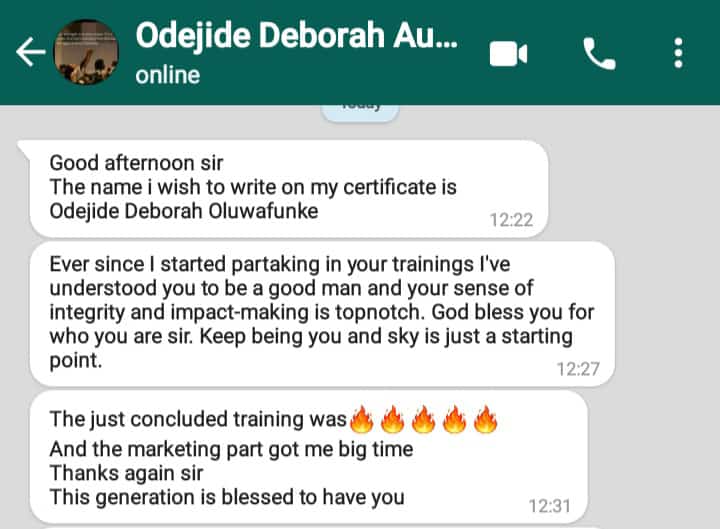 Odejide Deborah Au...
online
Today
Good afternoon sir
The name i wish to write on my certificate is
Odejide Deborah Oluwafunke
12:22
Ever since I started partaking in your trainings I've
understood you to be a good man and your sense of
integrity and impact-making is topnotch. God bless you for
who you are sir. Keep being you and sky is just a starting
point.
12:27
The just concluded training was🔥🔥🔥🔥🔥
And the marketing part got me big time
Thanks again sir
This generation is blessed to have you
12:31